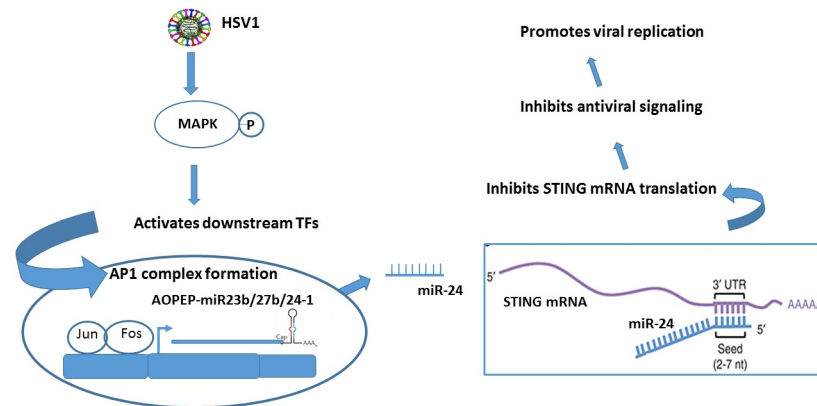 HSV1
MAPK
P
Activates downstream TFs
AP1 complex formation
AOPEP-miR23b/27b/24-1
Jun
Fos
Cap
AAAn
miR-24
Promotes viral replication
Inhibits antiviral signaling
Inhibits STING mRNA translation
5′
3′ UTR
STING mRNA
AAAA
miR-24
5′
Seed
(2-7 nt)